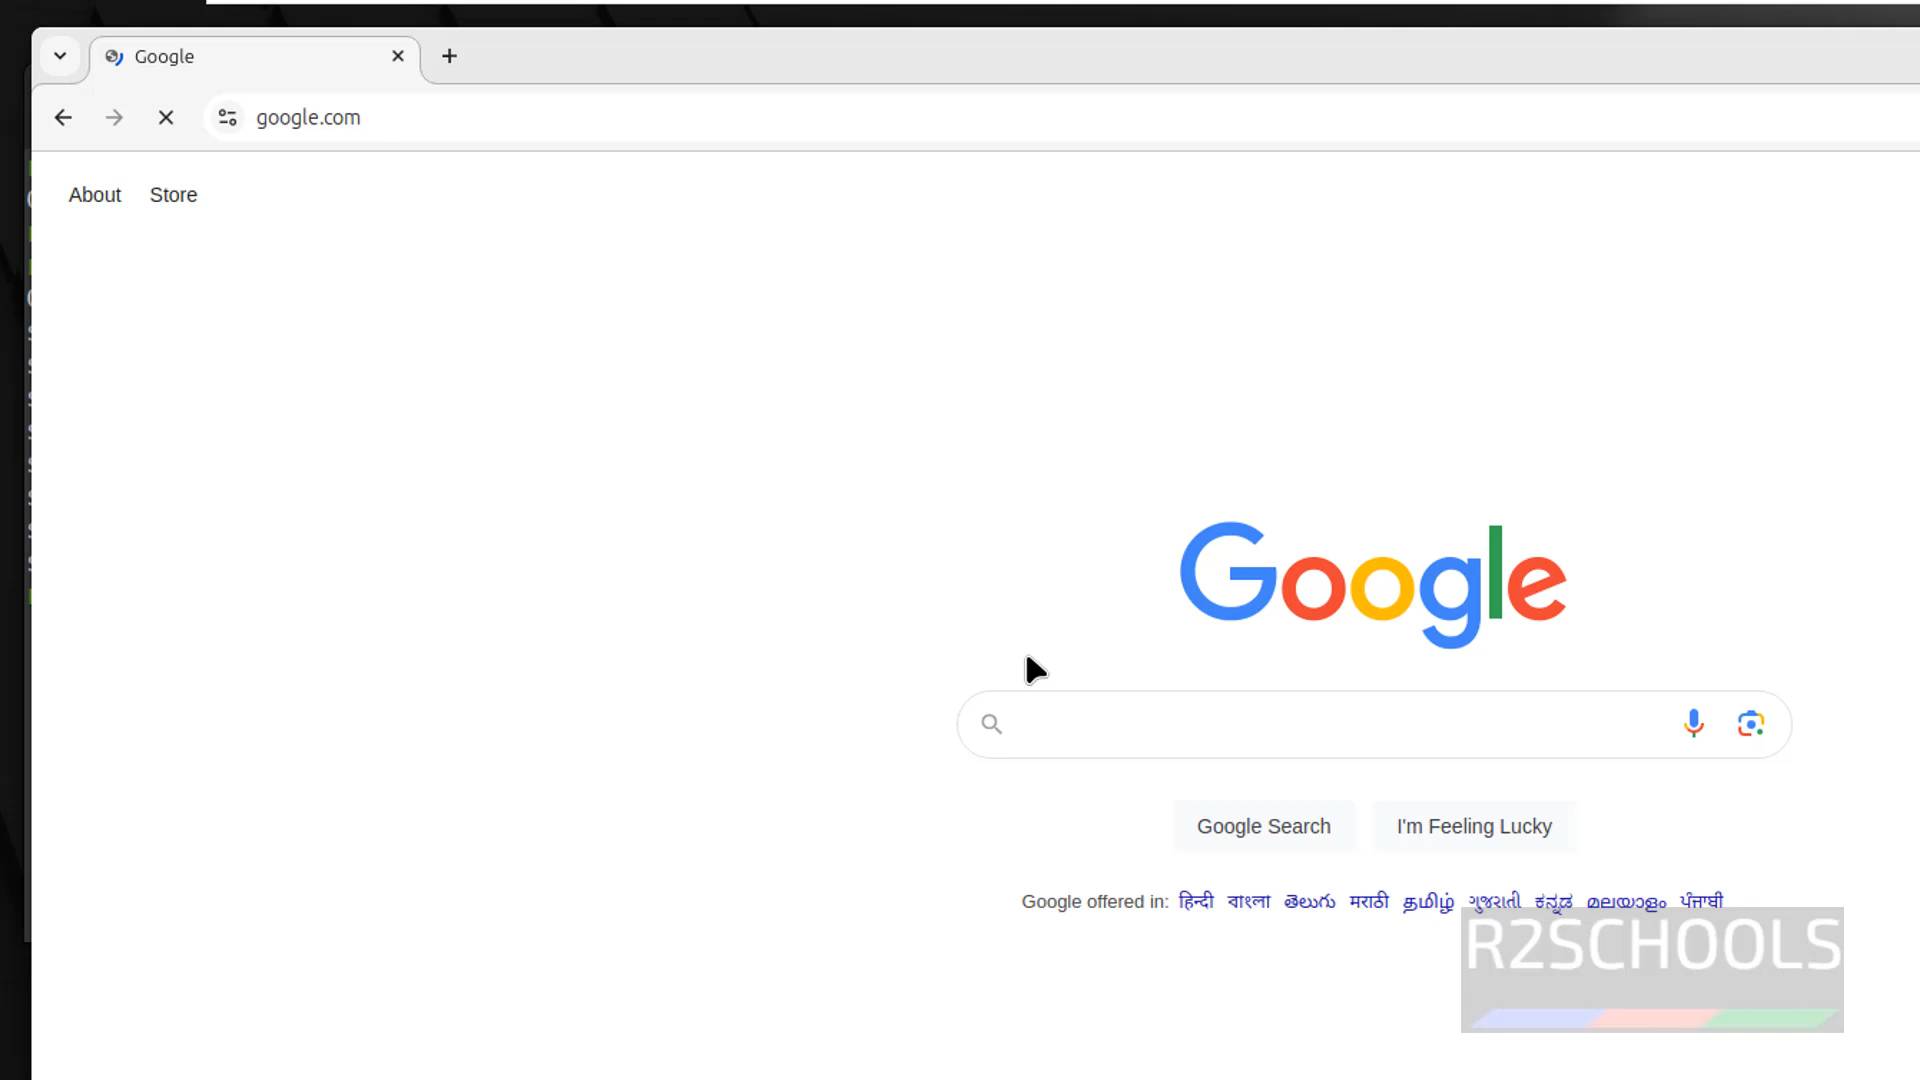 Google
google.com
About Store
Google
Google Search I'm Feeling Lucky
Google offered in: हिन्दी বাংলা తెలుగు मराठी தமிழ் ગુજરાતી ಕನ್ನಡ മലയാളം ਪੰਜਾਬੀ
R2SCHOOLS